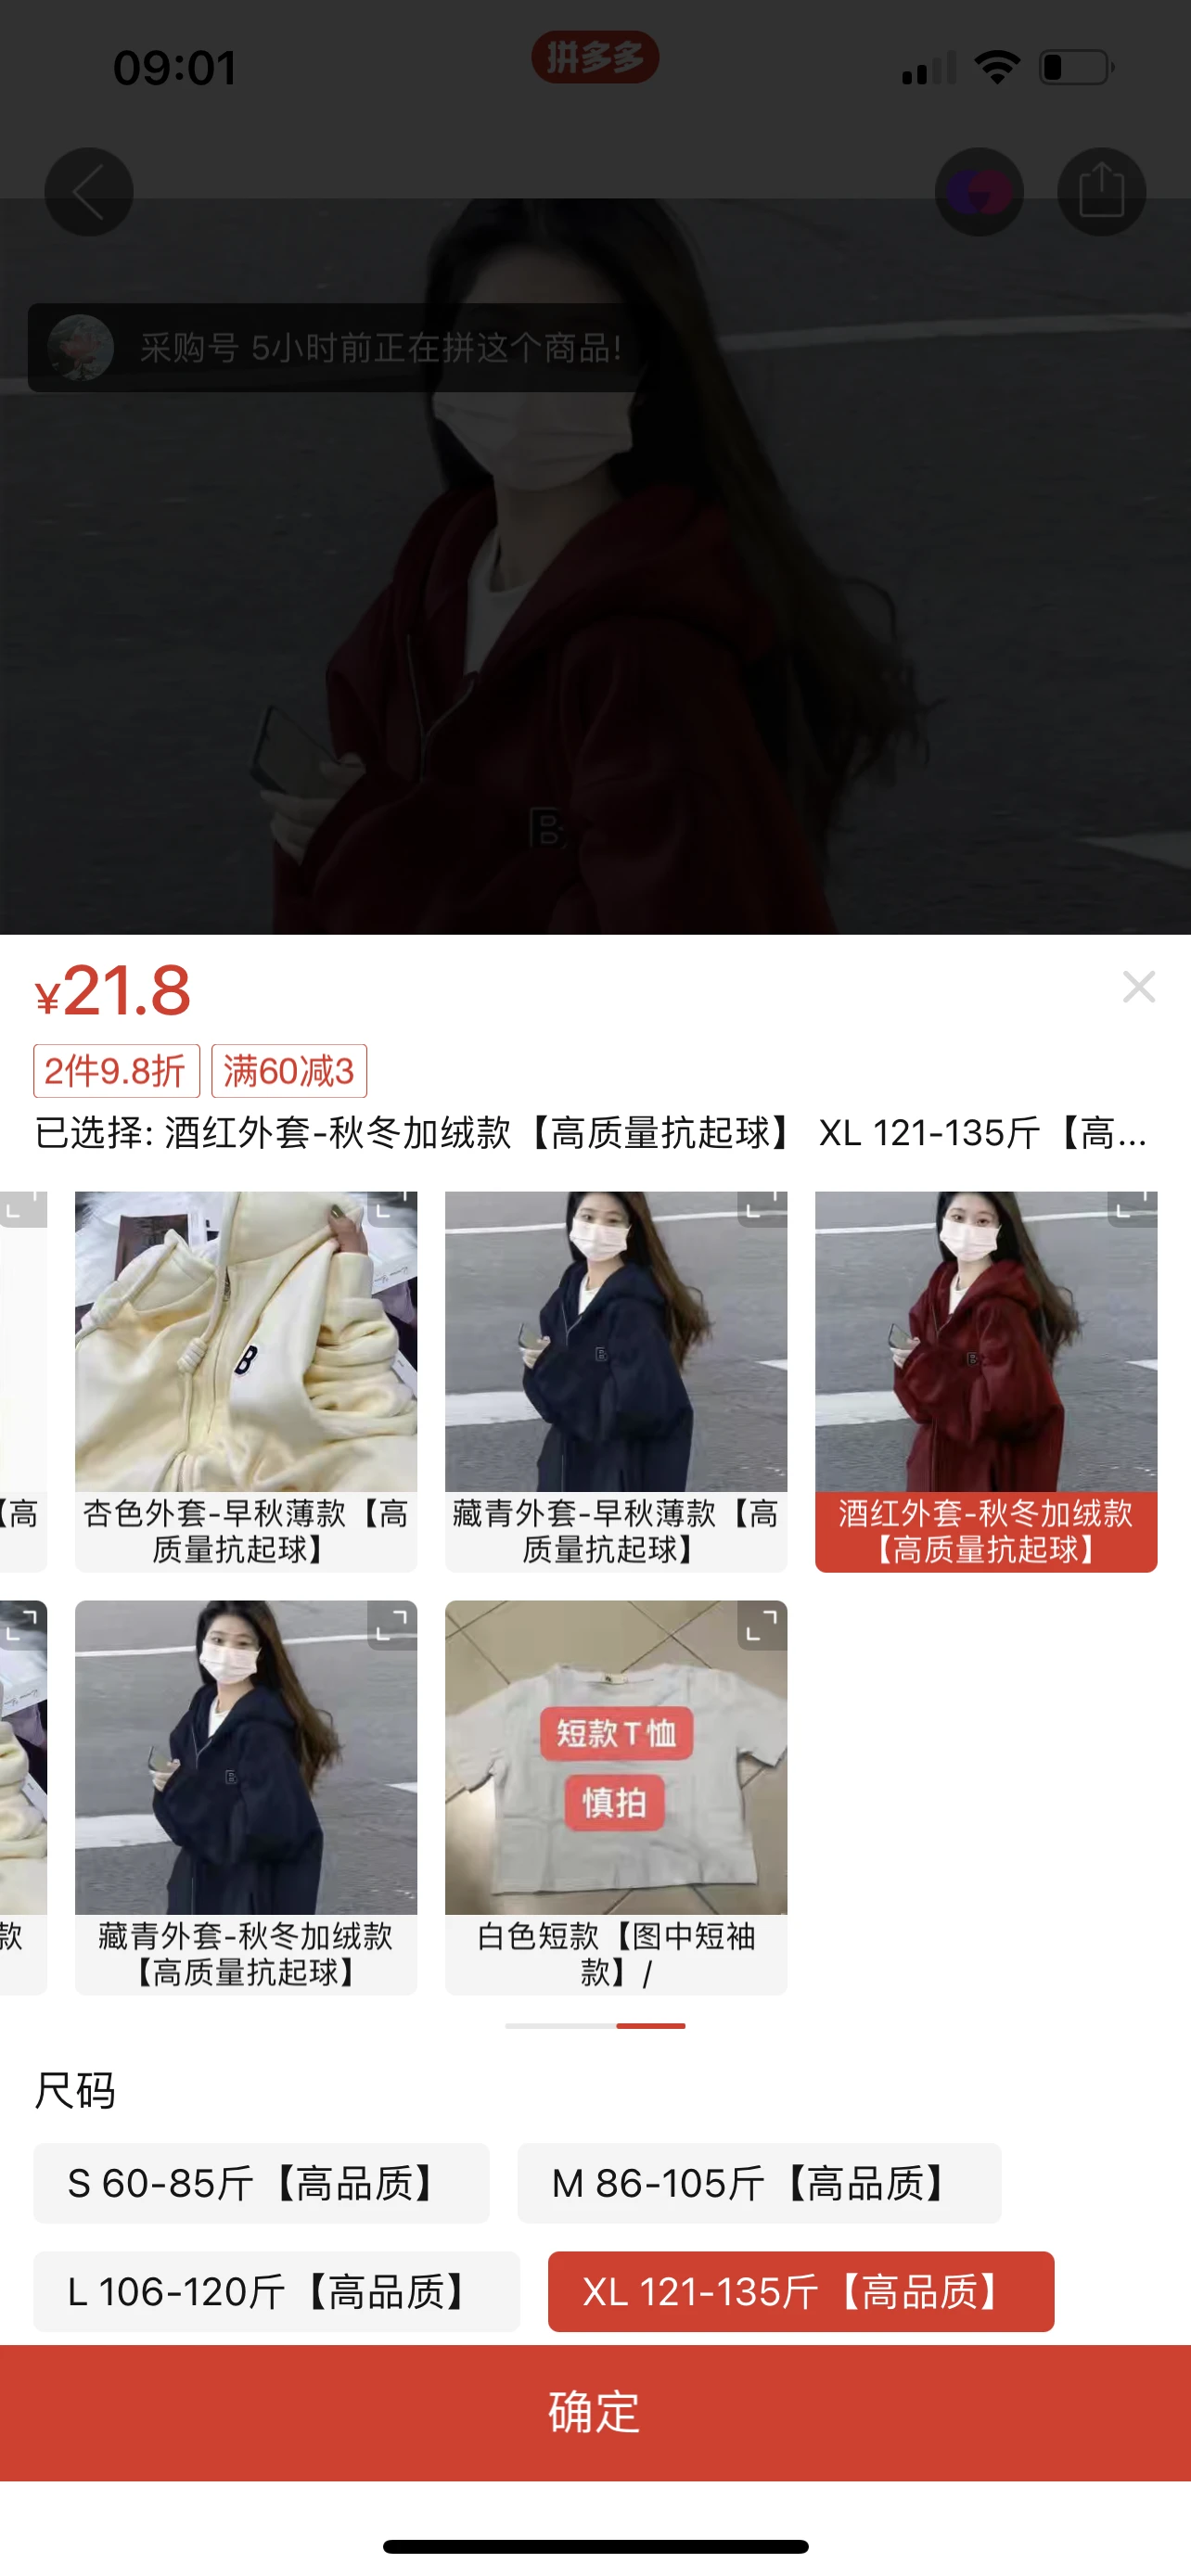 09:01
拼多多
采购号 5小时前正在拼这个商品!
B
¥21.8
2件9.8折 满60减3
已选择: 酒红外套-秋冬加绒款【高质量抗起球】 XL 121-135斤【高...
B
B
B
【高
杏色外套-早秋薄款【高
质量抗起球】
藏青外套-早秋薄款【高
质量抗起球】
酒红外套-秋冬加绒款
【高质量抗起球】
B
短款T恤
慎拍
款
藏青外套-秋冬加绒款
【高质量抗起球】
白色短款【图中短袖
款】/
尺码
S 60-85斤【高品质】
M 86-105斤【高品质】
L 106-120斤【高品质】
XL 121-135斤【高品质】
确定